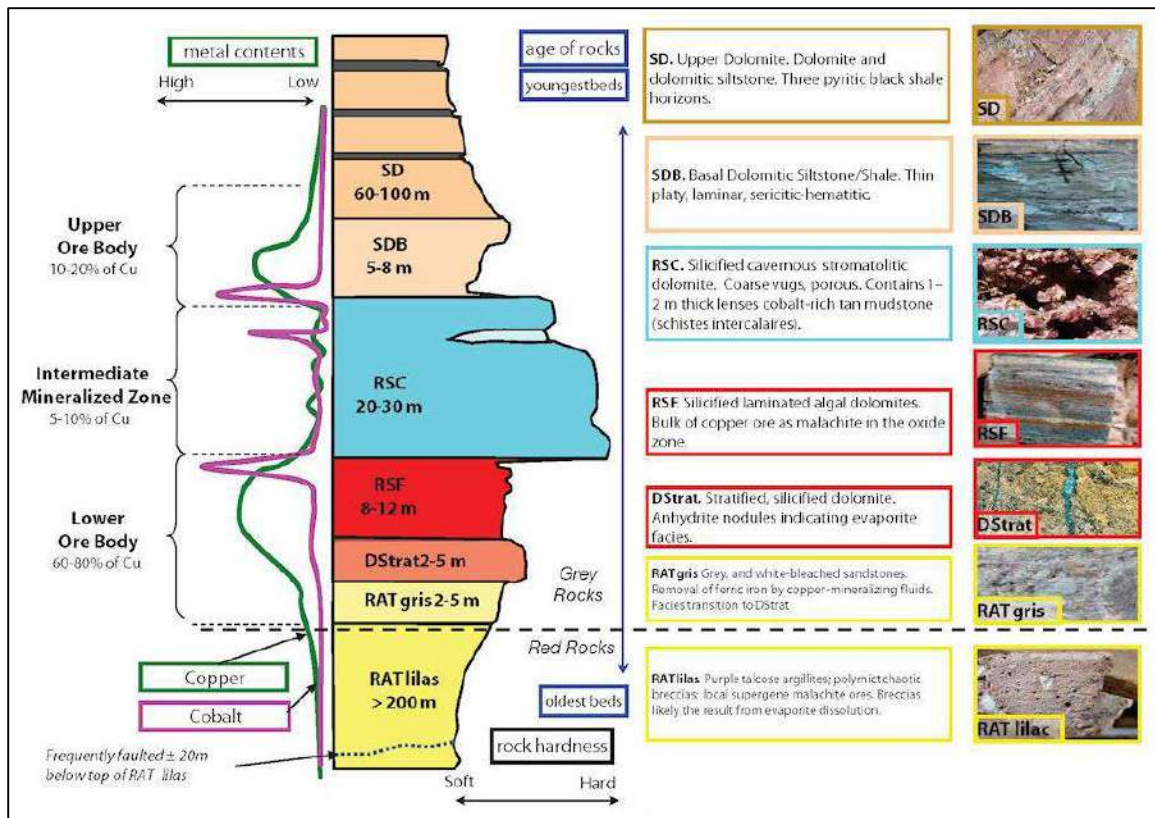 metal contents
High
Low
Upper
Ore Body
10-20% of Cu
Intermediate
Mineralized Zone
5-10% of Cu
Lower
Ore Body
60-80% of Cu
Copper
Cobalt
Frequently faulted ± 20m
below top of RAT lilas
SD
60-100 m
SDB
5-8 m
RSC
20-30 m
RSF
8-12 m
DStrat2-5 m
RAT gris 2-5 m
RAT lilas
> 200 m
Grey
Rocks
Red Rocks
age of rocks
youngestbeds
oldest beds
rock hardness
Soft
Hard
SD. Upper Dolomite. Dolomite and
dolomitic siltstone. Three pyritic black shale
horizons.
SD
SDB. Basal Dolomitic Siltstone/Shale. Thin
platy, laminar, sericitic-hematitic.
SDB
RSC. Silicified cavernous stromatolitic
dolomite. Coarse vugs, porous. Contains 1–
2 m thick lenses cobalt-rich tan mudstone
(schistes intercalaires).
RSC
RSF. Silicified laminated algal dolomites.
Bulk of copper ore as malachite in the oxide
zone.
RSF
DStrat. Stratified, silicified dolomite.
Anhydrite nodules indicating evaporite
facies.
DStrat
RAT gris Grey, and white-bleached sandstones.
Removal of ferric iron by copper-mineralizing fluids.
Facies transition to DStrat
RAT gris
RAT lilas Purple talcose argillites; polymict chaotic
breccias; local supergene malachite ores. Breccias
likely the result from evaporite dissolution.
RAT lilac